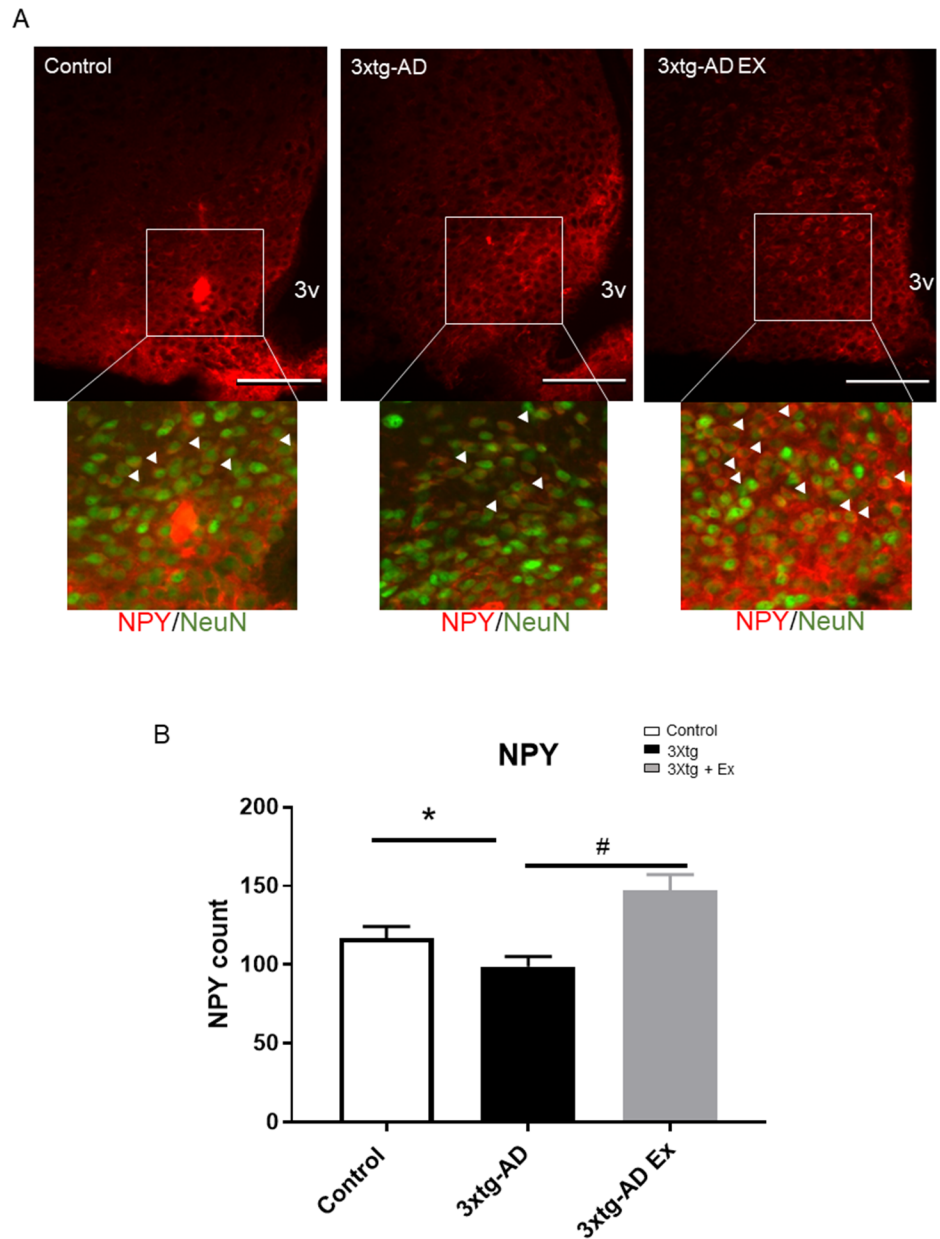 A
Control
3xtg-AD
3xtg-AD EX
3v
3v
3v
NPY/NeuN
NPY/NeuN
NPY/NeuN
B
NPY
Control
3Xtg
3Xtg + Ex
*
#
200
150
100
50
0
NPY count
Control
3xtg-AD
3xtg-AD Ex